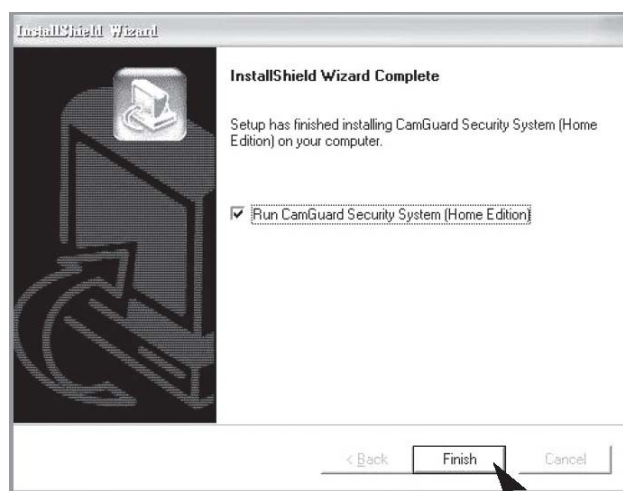 InstallShield Wizard
InstallShield Wizard Complete
Setup has finished installing CamGuard Security System (Home
Edition) on your computer.
Run CamGuard Security System (Home Edition)
< Back
Finish
Cancel